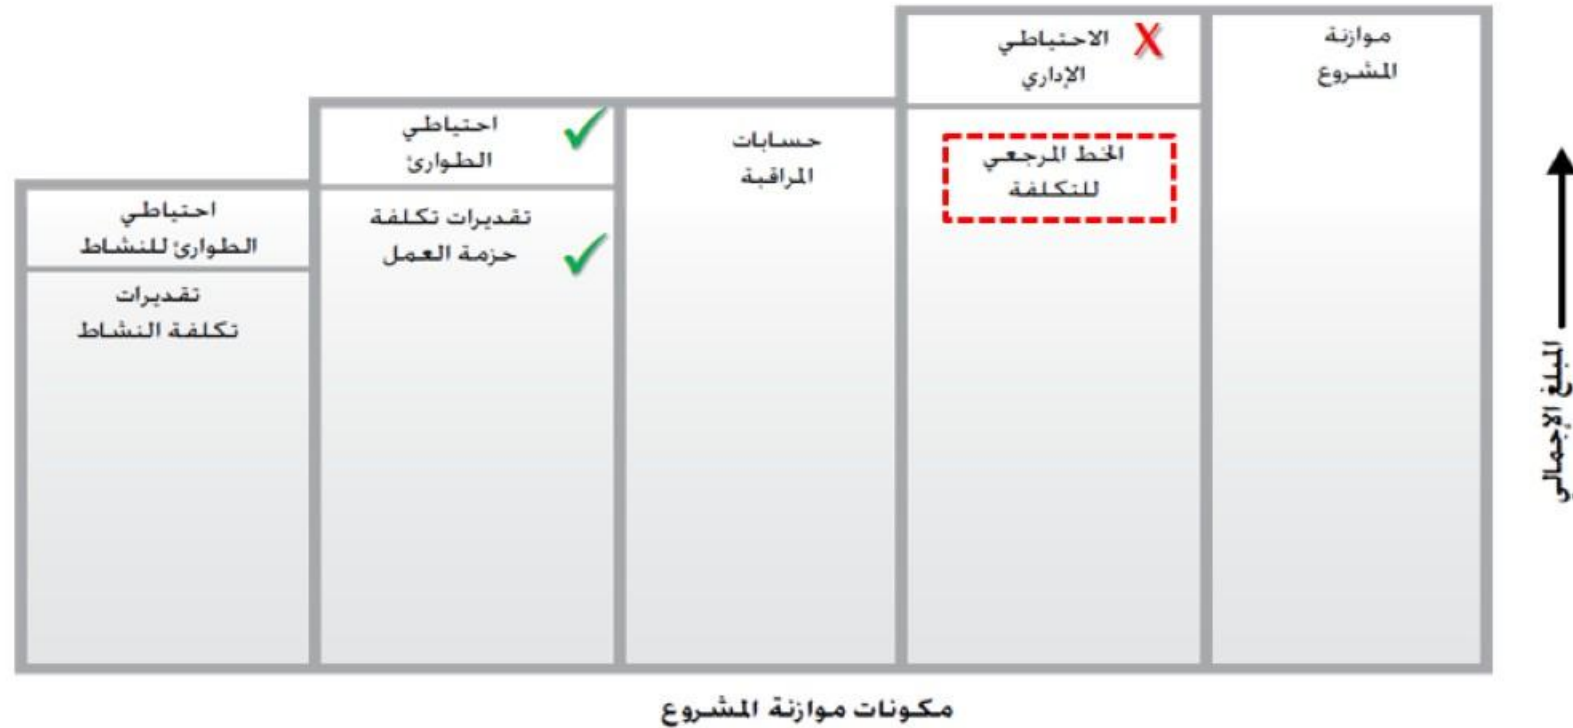 موازنة
المشروع
الاحتياطي
الإداري
X
الخط المرجعي
للتكلفة
حسابات
المراقبة
احتياطي
الطوارئ
تقديرات تكلفة
حزمة العمل
احتياطي
الطوارئ للنشاط
تقديرات
تكلفة النشاط
المبلغ الإجمالي
مكونات موازنة المشروع